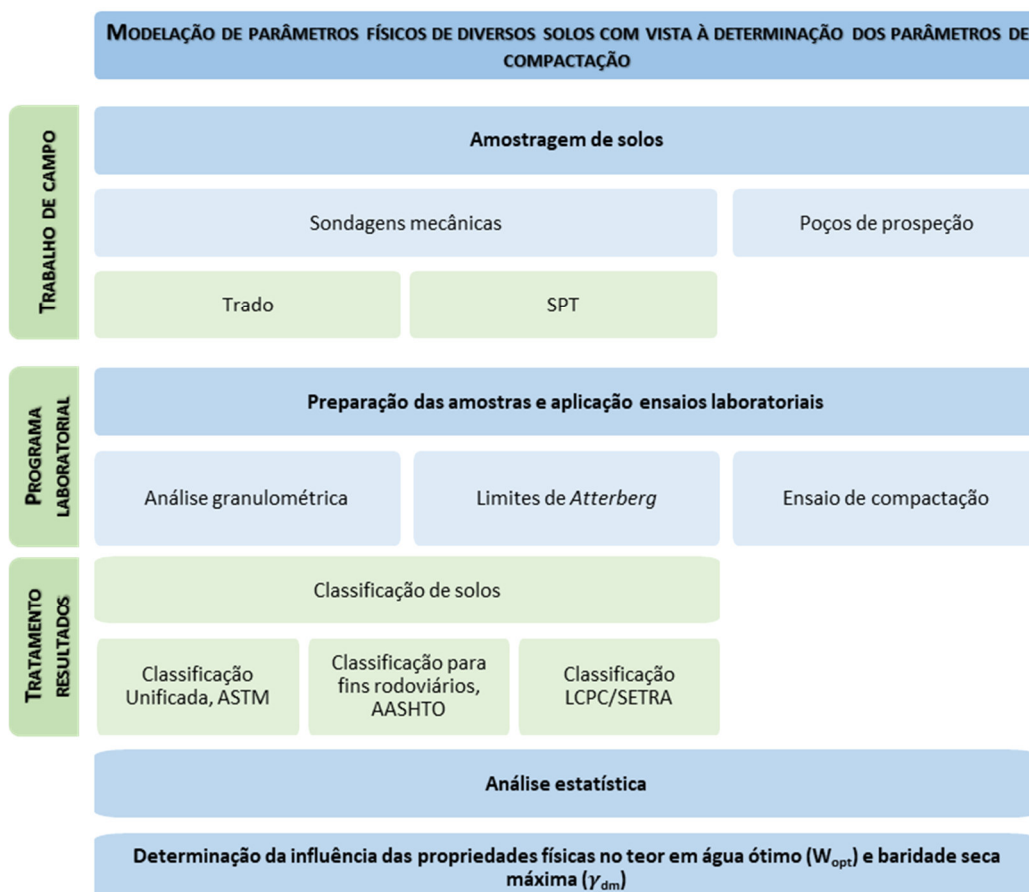 MODELAÇÃO DE PARÂMETROS FÍSICOS DE DIVERSOS SOLOS COM VISTA À DETERMINAÇÃO DOS PARÂMETROS DE
COMPACTAÇÃO
TRABALHO DE CAMPO
Amostragem de solos
Sondagens mecânicas
Poços de prospeção
Trado
SPT
PROGRAMA
LABORATORIAL
Preparação das amostras e aplicação ensaios laboratoriais
Análise granulométrica
Limites de Atterberg
Ensaio de compactação
TRATAMENTO
RESULTADOS
Classificação de solos
Classificação
Unificada, ASTM
Classificação para
fins rodoviários,
AASHTO
Classificação
LCPC/SETRA
Análise estatística
Determinação da influência das propriedades físicas no teor em água ótimo (Wopt) e baridade seca
máxima (γdm)